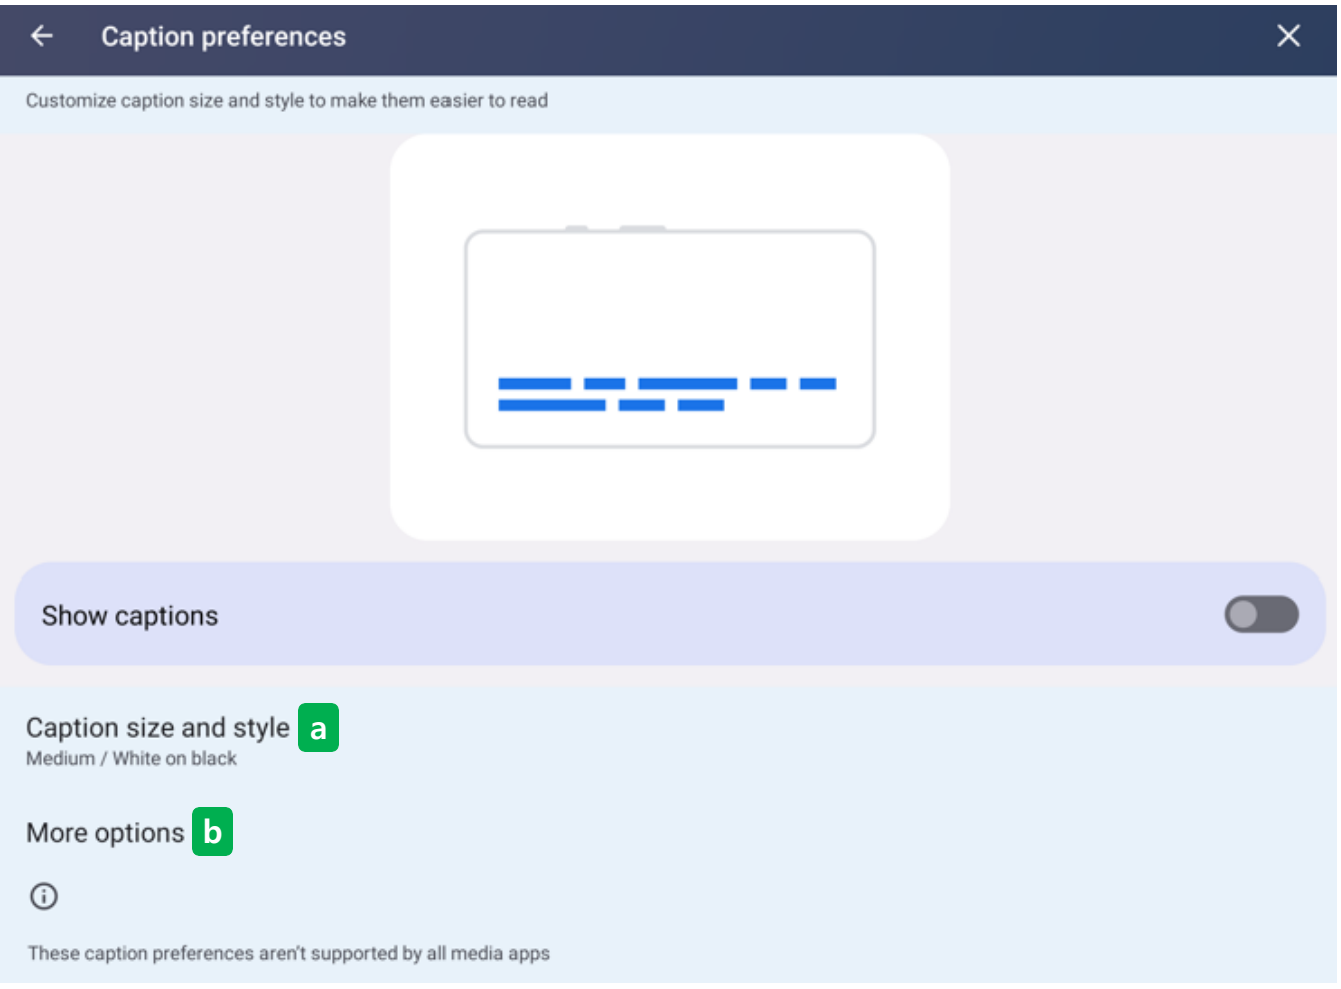 Caption preferences
Customize caption size and style to make them easier to read
Show captions
Caption size and style a
Medium / White on black
More options b
These caption preferences aren't supported by all media apps